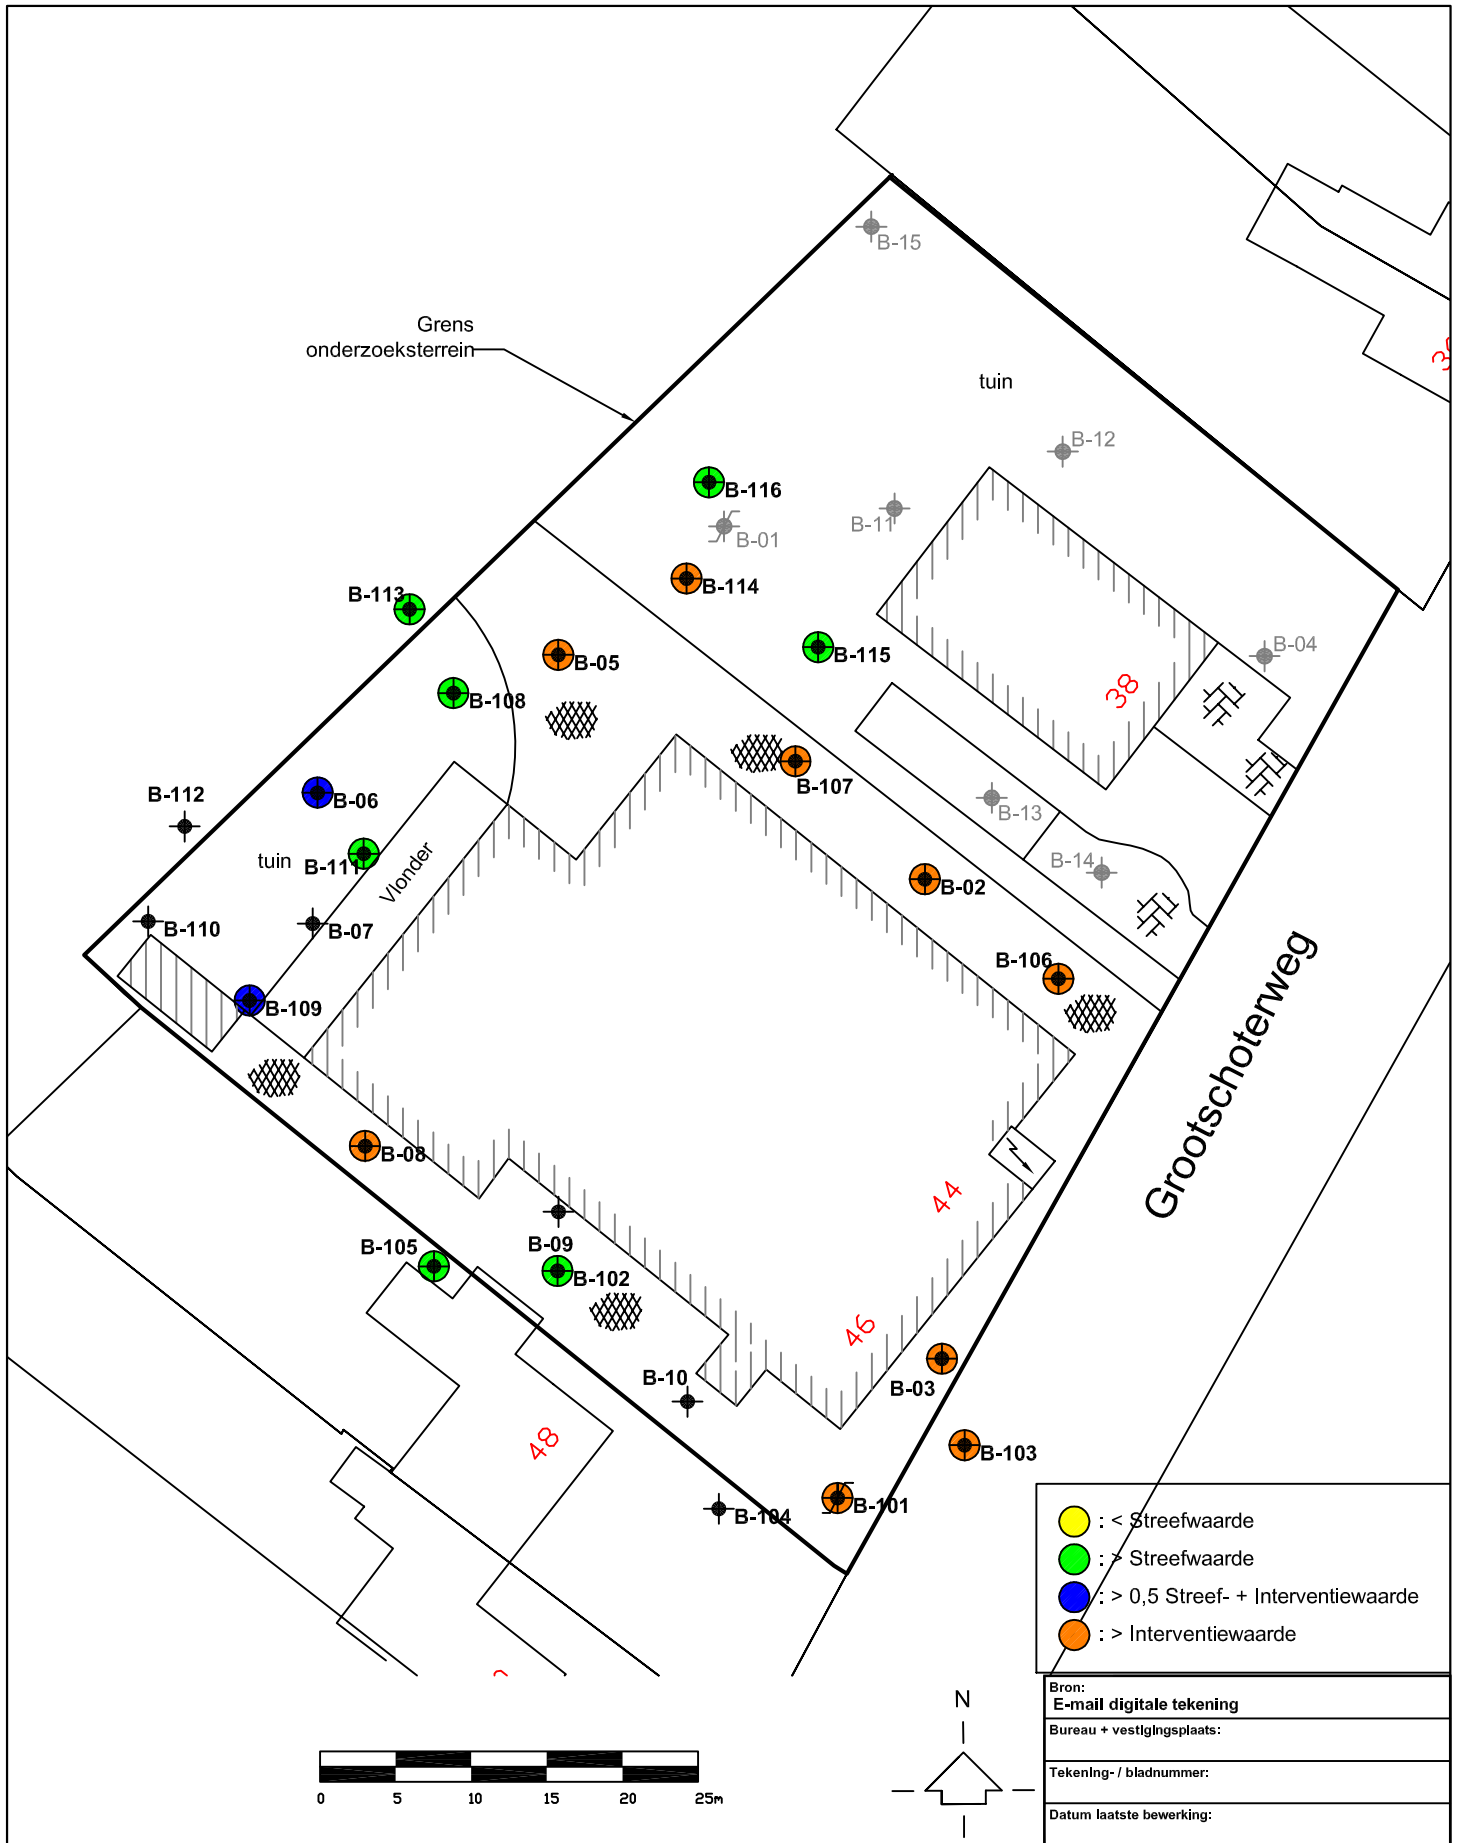 B-15
Grens
onderzoeksterrein
tuin
B-12
B-116
B-11
B-01
B-114
B-113
B-115
B-04
B-05
38
B-108
B-107
B-06
B-112
B-13
tuin
B-111
Vlonder
B-14
B-02
B-110
B-07
B-106
B-109
Grootschoterweg
B-08
44
B-09
B-105
B-102
46
B-10
B-03
48
B-103
B-101
B-104
: < Streefwaarde
: > Streefwaarde
: > 0,5 Streef- + Interventiewaarde
: > Interventiewaarde
Bron:
E-mail digitale tekening
Bureau + vestigingsplaats:
Tekening- / bladnummer:
Datum laatste bewerking:
N
0 5 10 15 20 25m